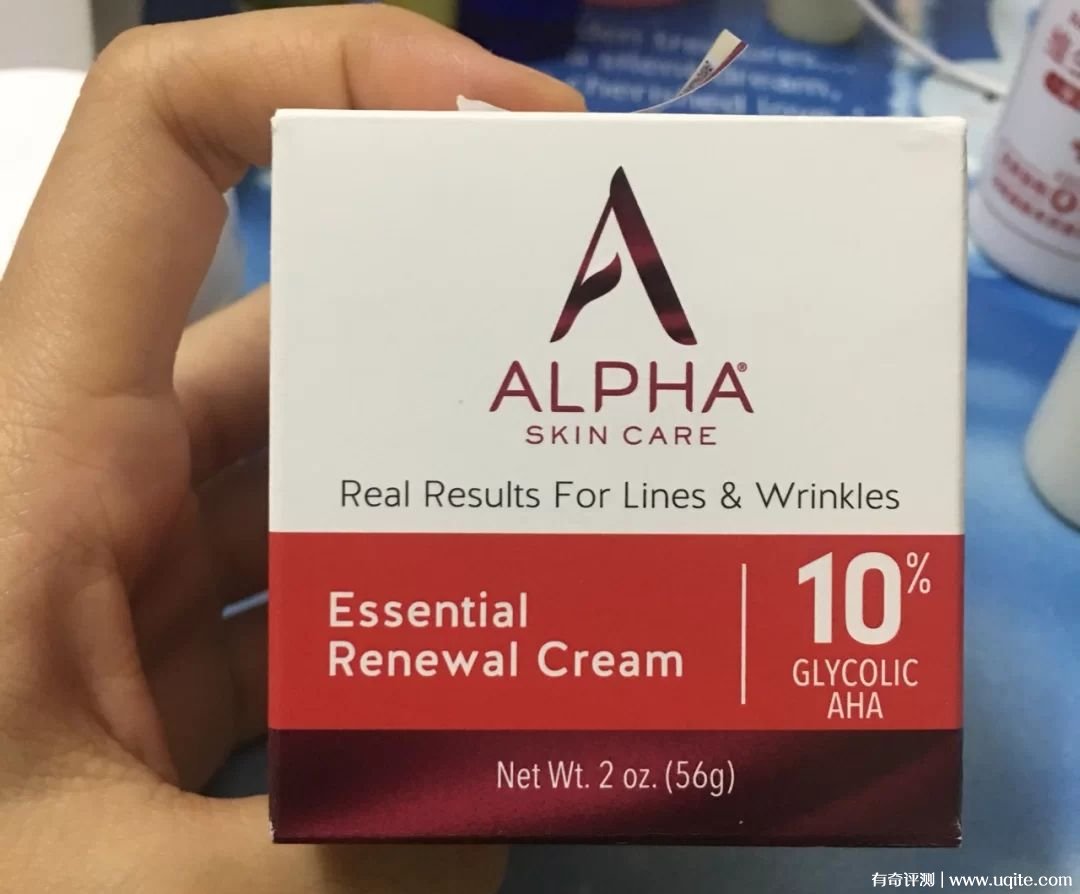 ALPHA®
SKIN CARE
Real Results For Lines & Wrinkles
Essential
Renewal Cream
10%
GLYCOLIC
AHA
Net Wt. 2 oz. (56g)
有奇评测 | www.uqite.com